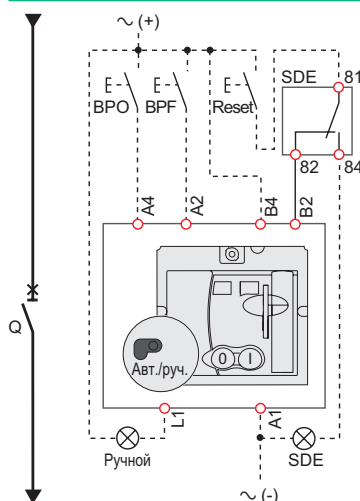 ~ (+)
BPO
BPF
Reset
SDE
81
82
84
A4
A2
B4
B2
Q
Авт./руч.
0
I
L1
A1
Ручной
SDE
~ (-)